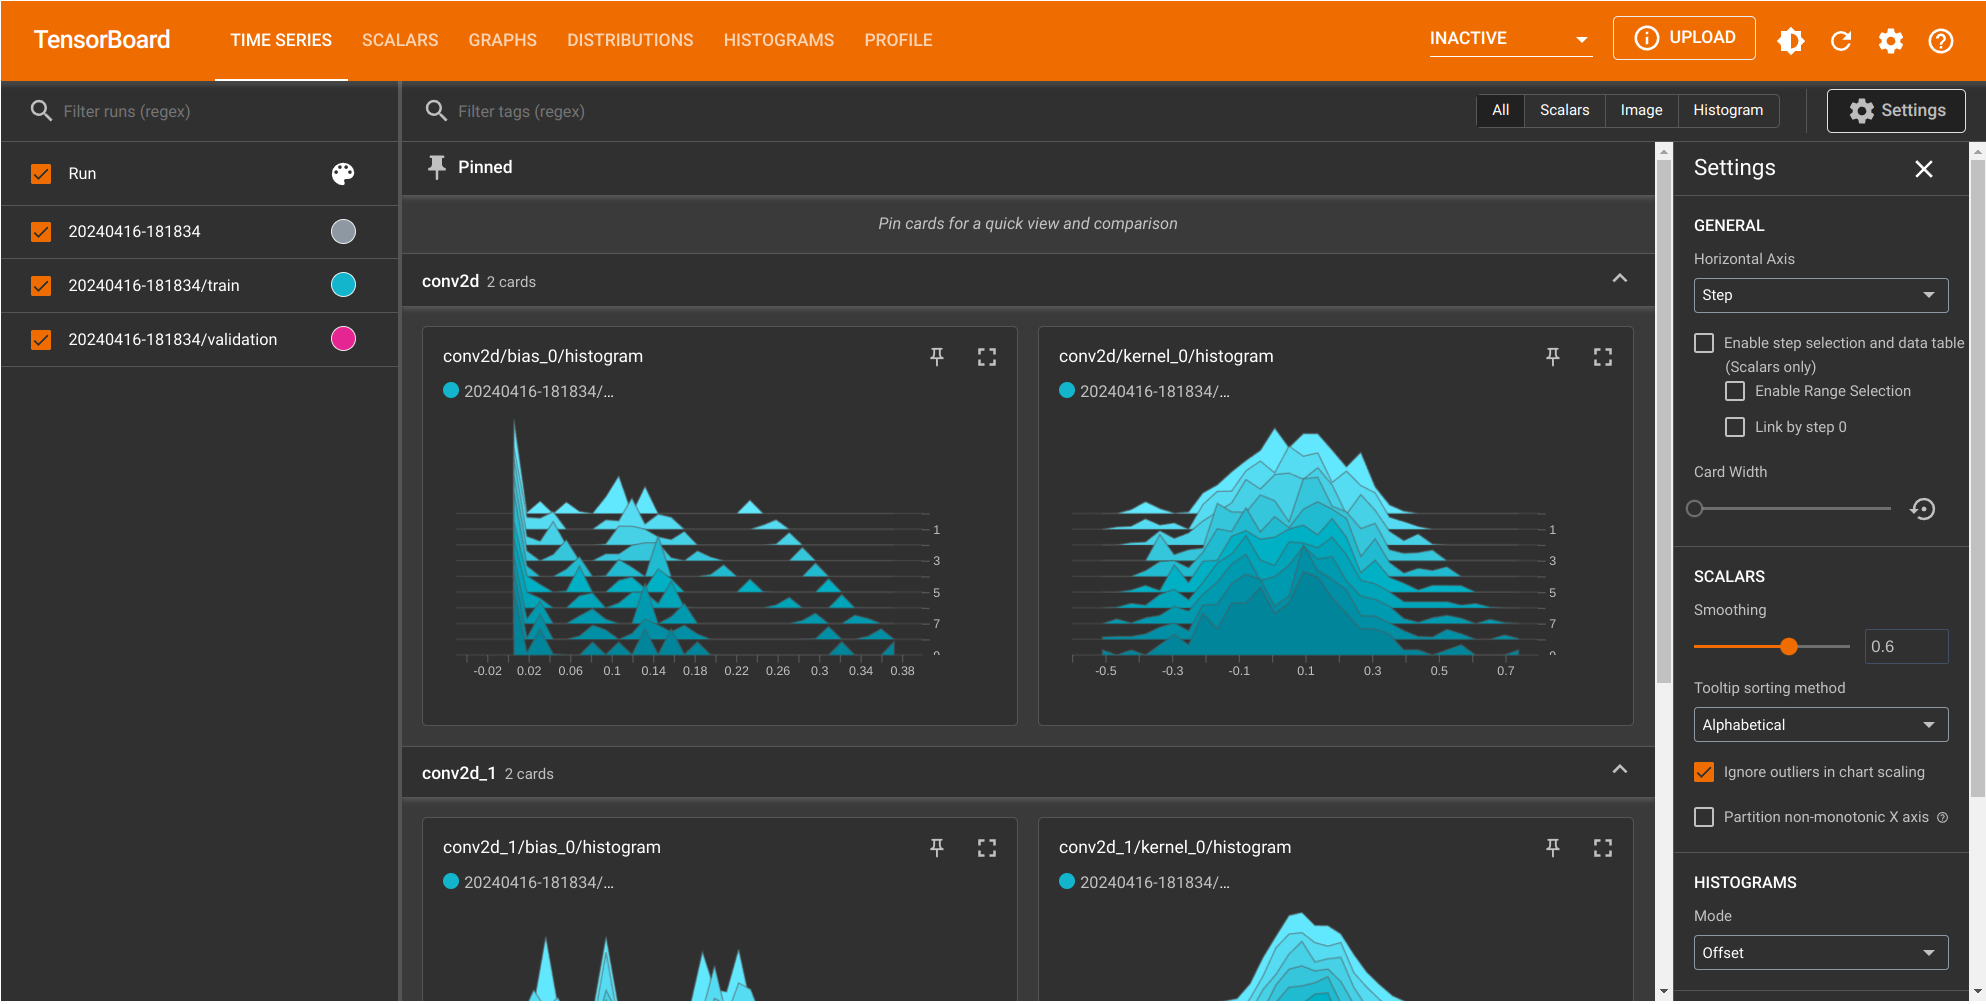 TensorBoard
TIME SERIES
SCALARS
GRAPHS
DISTRIBUTIONS
HISTOGRAMS
PROFILE
INACTIVE
UPLOAD
Filter runs (regex)
Run
20240416-181834
20240416-181834/train
20240416-181834/validation
Filter tags (regex)
All
Scalars
Image
Histogram
Settings
Pinned
Pin cards for a quick view and comparison
conv2d 2 cards
conv2d/bias_0/histogram
20240416-181834/...
1
3
5
7
-0.02 0.02 0.06 0.1 0.14 0.18 0.22 0.26 0.3 0.34 0.38
conv2d/kernel_0/histogram
20240416-181834/...
1
3
5
7
-0.5 -0.3 -0.1 0.1 0.3 0.5 0.7
conv2d_1 2 cards
conv2d_1/bias_0/histogram
20240416-181834/...
conv2d_1/kernel_0/histogram
20240416-181834/...
Settings
GENERAL
Horizontal Axis
Step
Enable step selection and data table
(Scalars only)
Enable Range Selection
Link by step 0
Card Width
SCALARS
Smoothing
0.6
Tooltip sorting method
Alphabetical
Ignore outliers in chart scaling
Partition non-monotonic X axis
HISTOGRAMS
Mode
Offset